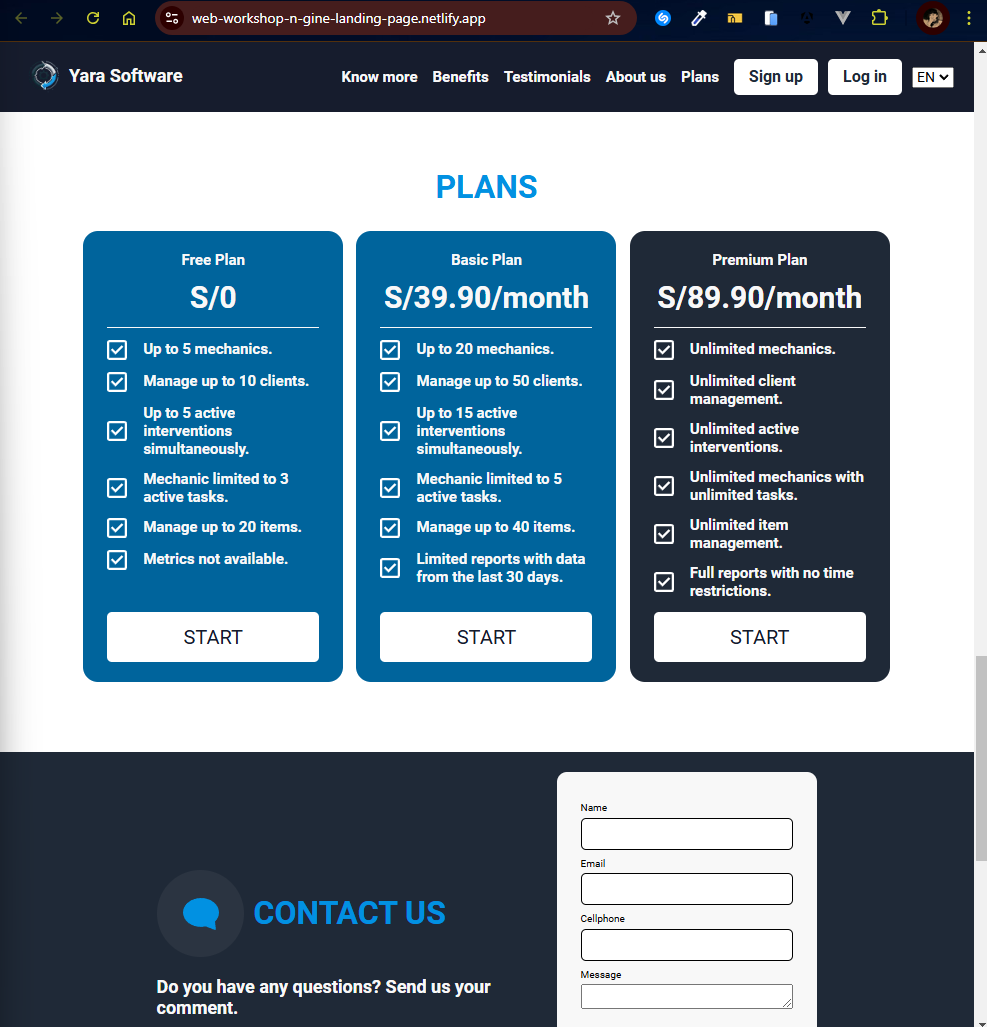 web-workshop-n-gine-landing-page.netlify.app
Yara Software
Know more
Benefits
Testimonials
About us
Plans
Sign up
Log in
EN
PLANS
Free Plan
S/0
Up to 5 mechanics.
Manage up to 10 clients.
Up to 5 active
interventions
simultaneously.
Mechanic limited to 3
active tasks.
Manage up to 20 items.
Metrics not available.
START
Basic Plan
S/39.90/month
Up to 20 mechanics.
Manage up to 50 clients.
Up to 15 active
interventions
simultaneously.
Mechanic limited to 5
active tasks.
Manage up to 40 items.
Limited reports with data
from the last 30 days.
START
Premium Plan
S/89.90/month
Unlimited mechanics.
Unlimited client
management.
Unlimited active
interventions.
Unlimited mechanics with
unlimited tasks.
Unlimited item
management.
Full reports with no time
restrictions.
START
CONTACT US
Do you have any questions? Send us your
comment.
Name
Email
Cellphone
Message